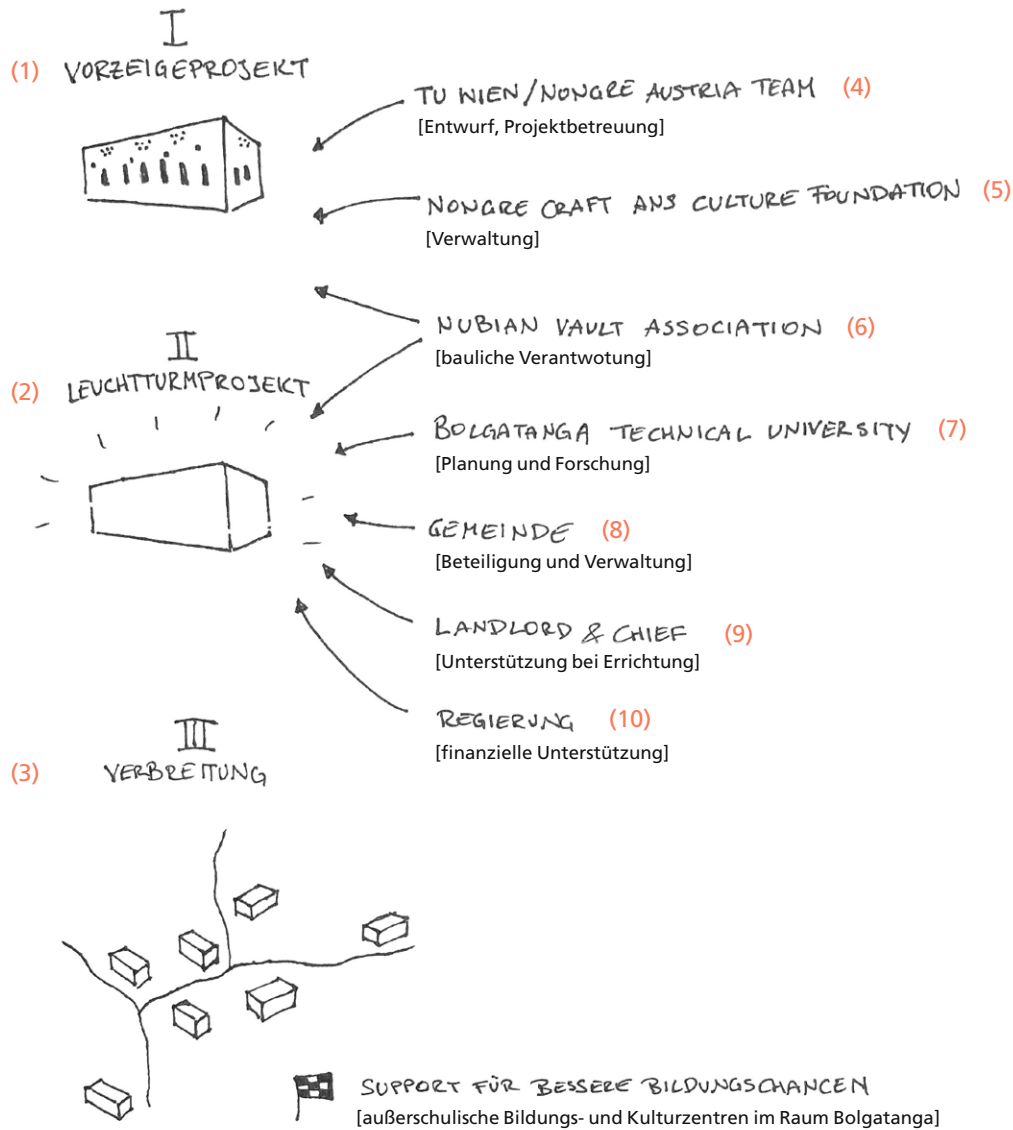 I
(1) VORZEIGEPROJEKT
TU WIEN/NONGRE AUSTRIA TEAM (4)
[Entwurf, Projektbetreuung]
NONGRE CRAFT ANS CULTURE FOUNDATION (5)
[Verwaltung]
NUBIAN VAULT ASSOCIATION (6)
[bauliche Verantwotung]
II
(2) LEUCHTTURMPROJEKT
BOLGATANGA TECHNICAL UNIVERSITY (7)
[Planung und Forschung]
GEMEINDE (8)
[Beteiligung und Verwaltung]
LANDLORD & CHIEF (9)
[Unterstützung bei Errichtung]
REGIERUNG (10)
[finanzielle Unterstützung]
III
(3) VERBREITUNG
SUPPORT FÜR BESSERE BILDUNGSCHANCEN
[außerschulische Bildungs- und Kulturzentren im Raum Bolgatanga]